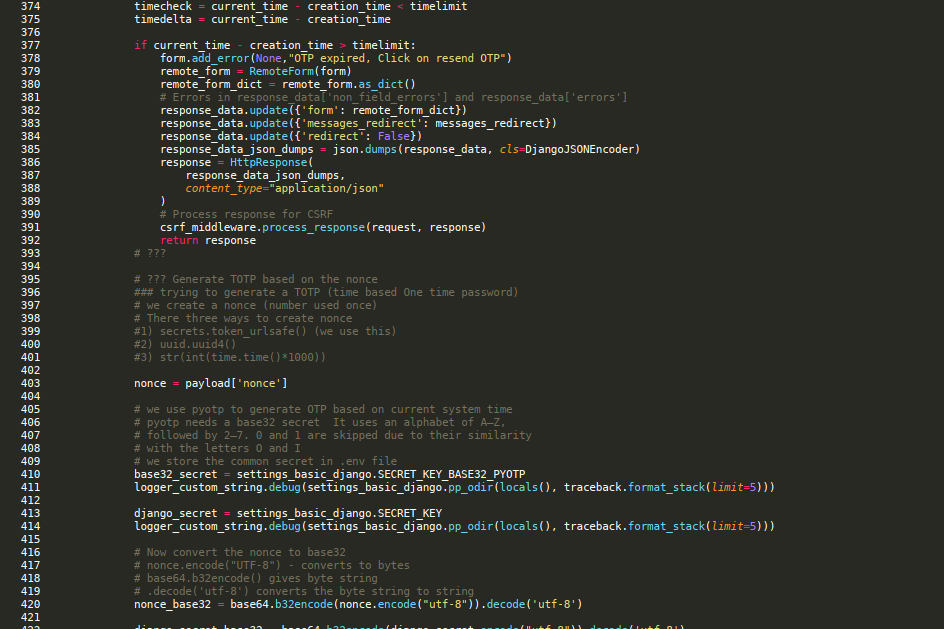 374 timecheck = current_time - creation_time < timelimit
375 timedelta = current_time - creation_time
376
377 if current_time - creation_time > timelimit:
378 form.add_error(None,"OTP expired, Click on resend OTP")
379 remote_form = RemoteForm(form)
380 remote_form_dict = remote_form.as_dict()
381 # Errors in response_data['non_field_errors'] and response_data['errors']
382 response_data.update({'form': remote_form_dict})
383 response_data.update({'messages_redirect': messages_redirect})
384 response_data.update({'redirect': False})
385 response_data_json_dumps = json.dumps(response_data, cls=DjangoJSONEncoder)
386 response = HttpResponse(
387 response_data_json_dumps,
388 content_type="application/json"
389 )
390 # Process response for CSRF
391 csrf_middleware.process_response(request, response)
392 return response
393 # ???
394
395 # ??? Generate TOTP based on the nonce
396 ### trying to generate a TOTP (time based One time password)
397 # we create a nonce (number used once)
398 # There three ways to create nonce
399 #1) secrets.token_urlsafe() (we use this)
400 #2) uuid.uuid4()
401 #3) str(int(time.time()*1000))
402
403 nonce = payload['nonce']
404
405 # we use pyotp to generate OTP based on current system time
406 # pyotp needs a base32 secret  It uses an alphabet of A–Z,
407 # followed by 2–7. 0 and 1 are skipped due to their similarity
408 # with the letters O and I
409 # we store the common secret in .env file
410 base32_secret = settings_basic_django.SECRET_KEY_BASE32_PYOTP
411 logger_custom_string.debug(settings_basic_django.pp_odir(locals(), traceback.format_stack(limit=5)))
412
413 django_secret = settings_basic_django.SECRET_KEY
414 logger_custom_string.debug(settings_basic_django.pp_odir(locals(), traceback.format_stack(limit=5)))
415
416 # Now convert the nonce to base32
417 # nonce.encode("UTF-8") - converts to bytes
418 # base64.b32encode() gives byte string
419 # .decode('utf-8') converts the byte string to string
420 nonce_base32 = base64.b32encode(nonce.encode("utf-8")).decode('utf-8')
421